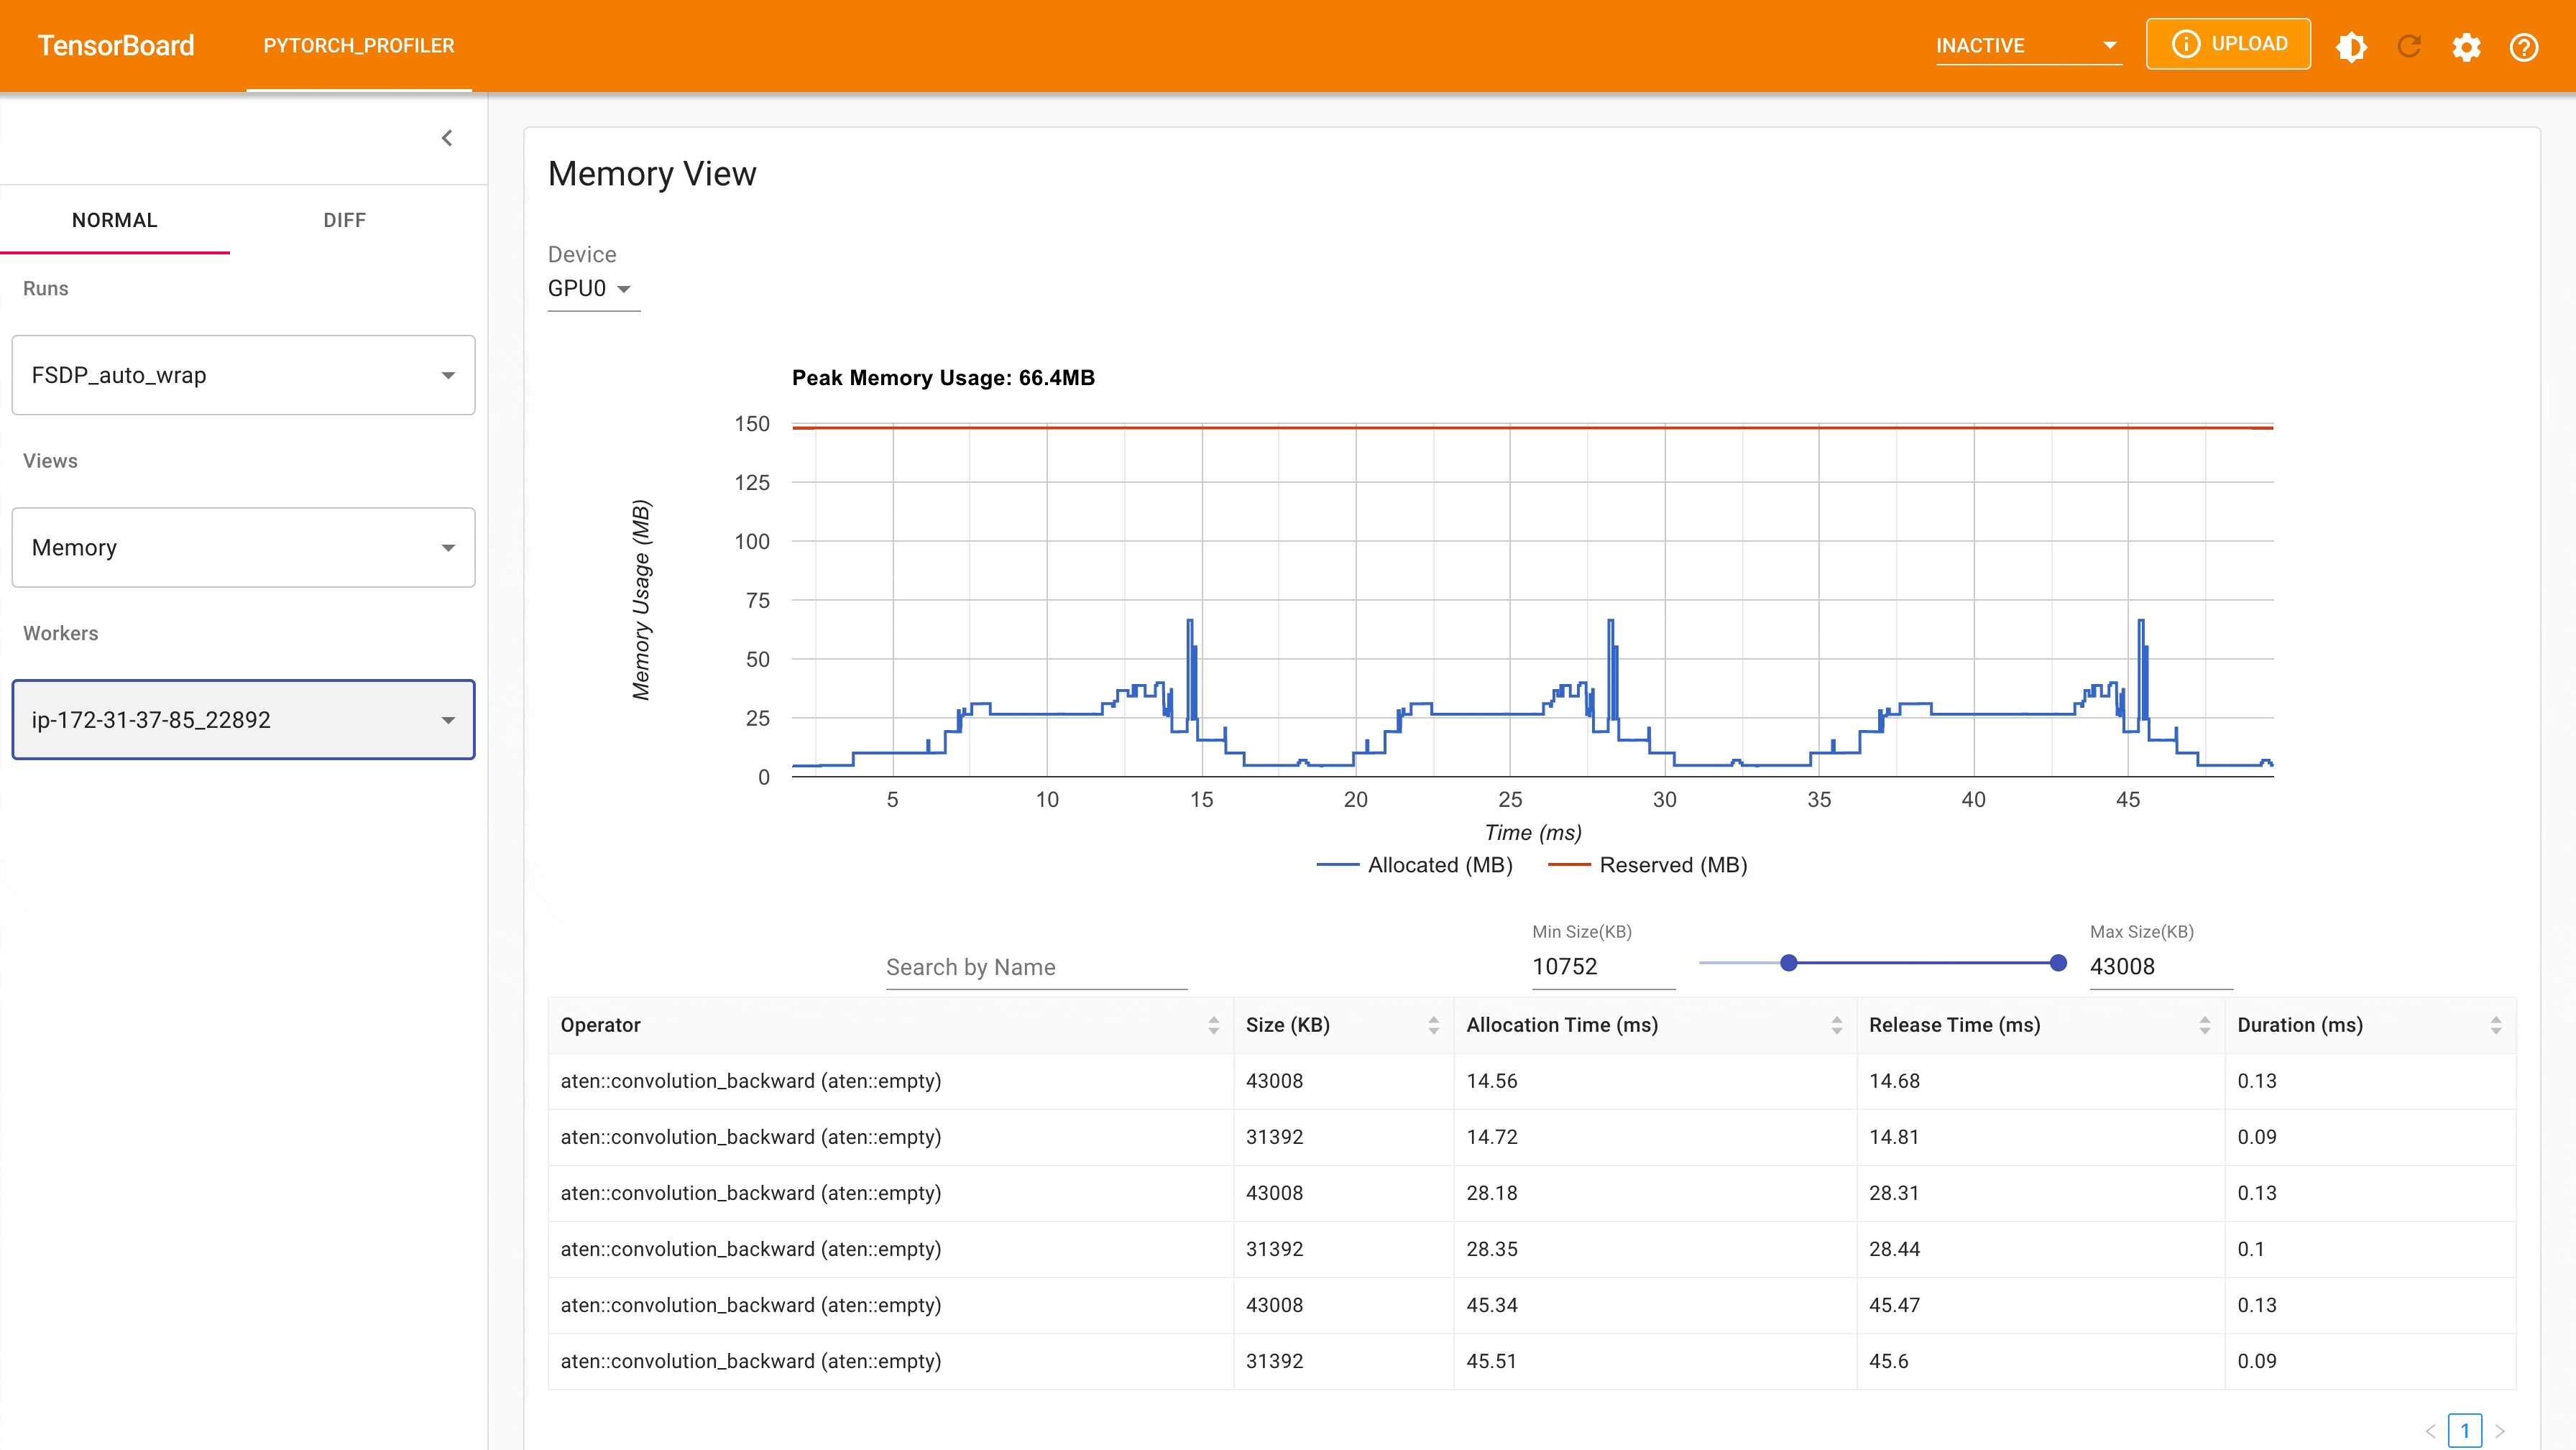 TensorBoard PYTORCH_PROFILER INACTIVE UPLOAD
NORMAL DIFF
Runs
FSDP_auto_wrap
Views
Memory
Workers
ip-172-31-37-85_22892
Memory View
Device
GPU0
Peak Memory Usage: 66.4MB
Memory Usage (MB)
150
125
100
75
50
25
0
5 10 15 20 25 30 35 40 45
Time (ms)
Allocated (MB) Reserved (MB)
Search by Name
Min Size(KB)
10752
Max Size(KB)
43008
Operator Size (KB) Allocation Time (ms) Release Time (ms) Duration (ms)
aten::convolution_backward (aten::empty) 43008 14.56 14.68 0.13
aten::convolution_backward (aten::empty) 31392 14.72 14.81 0.09
aten::convolution_backward (aten::empty) 43008 28.18 28.31 0.13
aten::convolution_backward (aten::empty) 31392 28.35 28.44 0.1
aten::convolution_backward (aten::empty) 43008 45.34 45.47 0.13
aten::convolution_backward (aten::empty) 31392 45.51 45.6 0.09
1